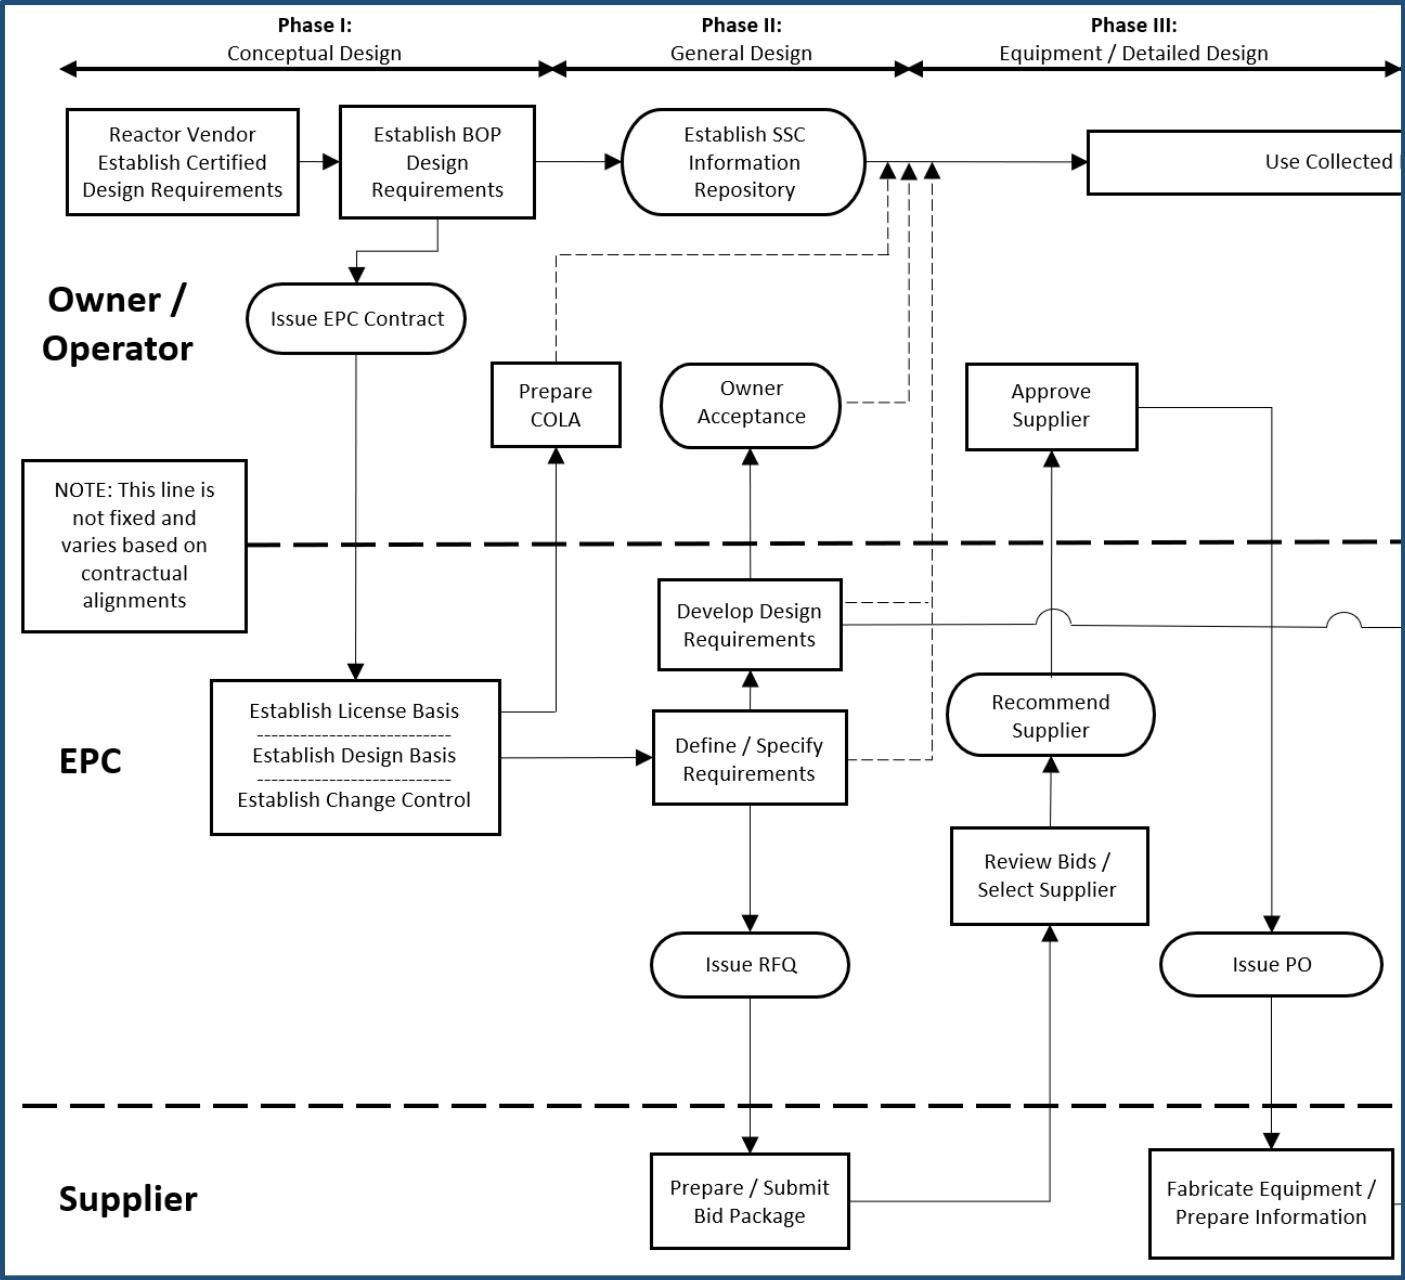 Phase I:
Conceptual Design
Phase II:
General Design
Phase III:
Equipment / Detailed Design
Reactor Vendor
Establish Certified
Design Requirements
Establish BOP
Design
Requirements
Establish SSC
Information
Repository
Use Collected
Owner /
Operator
Issue EPC Contract
Prepare
COLA
Owner
Acceptance
Approve
Supplier
NOTE: This line is
not fixed and
varies based on
contractual
alignments
Develop Design
Requirements
EPC
Establish License Basis
Establish Design Basis
Establish Change Control
Define / Specify
Requirements
Recommend
Supplier
Review Bids /
Select Supplier
Issue RFQ
Issue PO
Supplier
Prepare / Submit
Bid Package
Fabricate Equipment /
Prepare Information